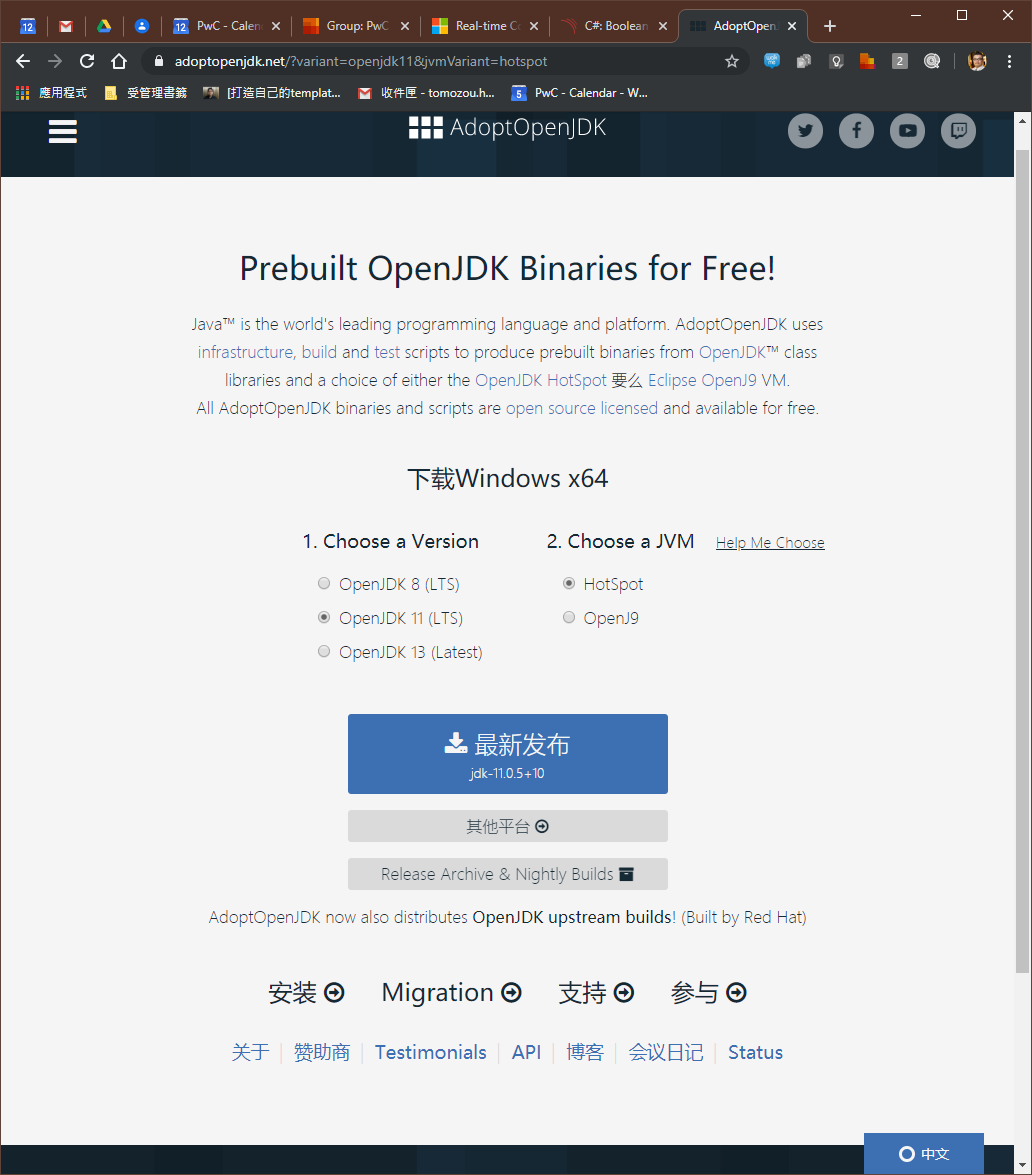 12
12 PwC - Calen
Group: PwC
Real-time Co
C#: Boolean
AdoptOpen
adoptopenjdk.net/?variant=openjdk11&jvmVariant=hotspot
2
應用程式
受管理書籤
[打造自己的templat...
收件匣 - tomozou.h...
5 PwC - Calendar - W...
AdoptOpenJDK
Prebuilt OpenJDK Binaries for Free!
Java™ is the world's leading programming language and platform. AdoptOpenJDK uses
infrastructure, build and test scripts to produce prebuilt binaries from OpenJDK™ class
libraries and a choice of either the OpenJDK HotSpot 要么 Eclipse OpenJ9 VM.
All AdoptOpenJDK binaries and scripts are open source licensed and available for free.
下载Windows x64
1. Choose a Version
OpenJDK 8 (LTS)
OpenJDK 11 (LTS)
OpenJDK 13 (Latest)
2. Choose a JVM
Help Me Choose
HotSpot
OpenJ9
最新发布
jdk-11.0.5+10
其他平台
Release Archive & Nightly Builds
AdoptOpenJDK now also distributes OpenJDK upstream builds! (Built by Red Hat)
安装 Migration 支持 参与
关于 赞助商 Testimonials API 博客 会议日记 Status
中文